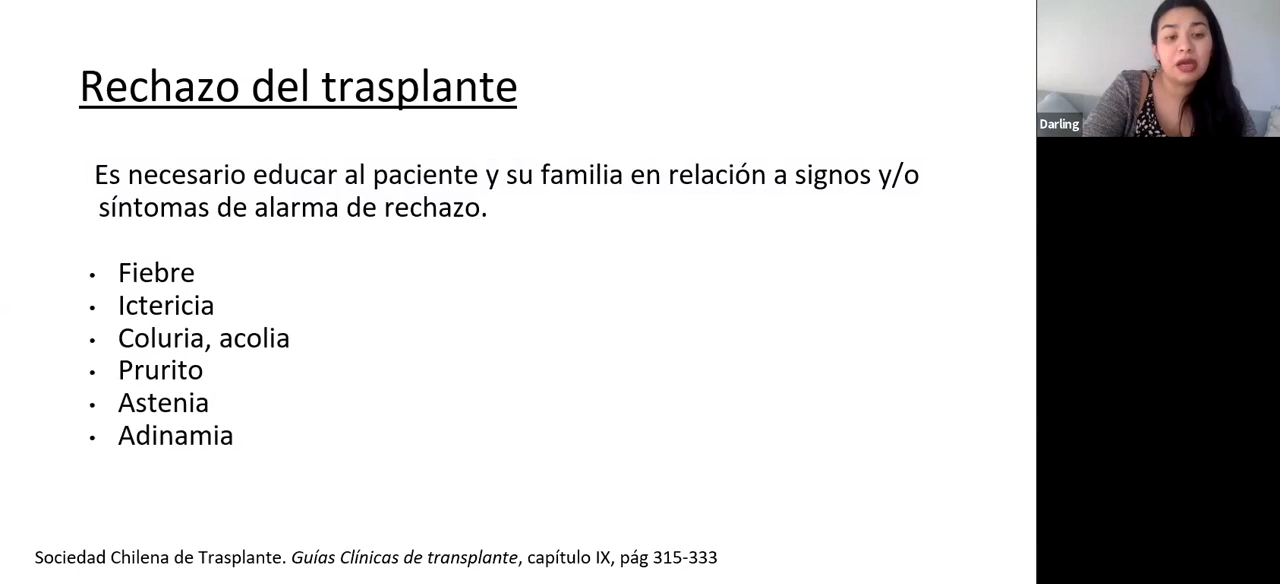 Rechazo del trasplante
Darling
Es necesario educar al paciente y su familia en relación a signos y/o
síntomas de alarma de rechazo.
• Fiebre
• Ictericia
• Coluria, acolia
• Prurito
• Astenia
• Adinamia
Sociedad Chilena de Trasplante. Guías Clínicas de transplante, capítulo IX, pág 315-333